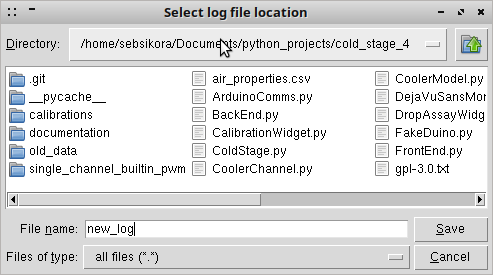 Select log file location
Directory: /home/sebsikora/Documents/python_projects/cold_stage_4
.git air_properties.csv CoolerModel.py
__pycache__ ArduinoComms.py DejaVuSansMor
calibrations BackEnd.py DropAssayWidg
documentation CalibrationWidget.py FakeDuino.py
old_data ColdStage.py FrontEnd.py
single_channel_builtin_pwm CoolerChannel.py gpl-3.0.txt
File name: new_log Save
Files of type: all files (*.*) Cancel